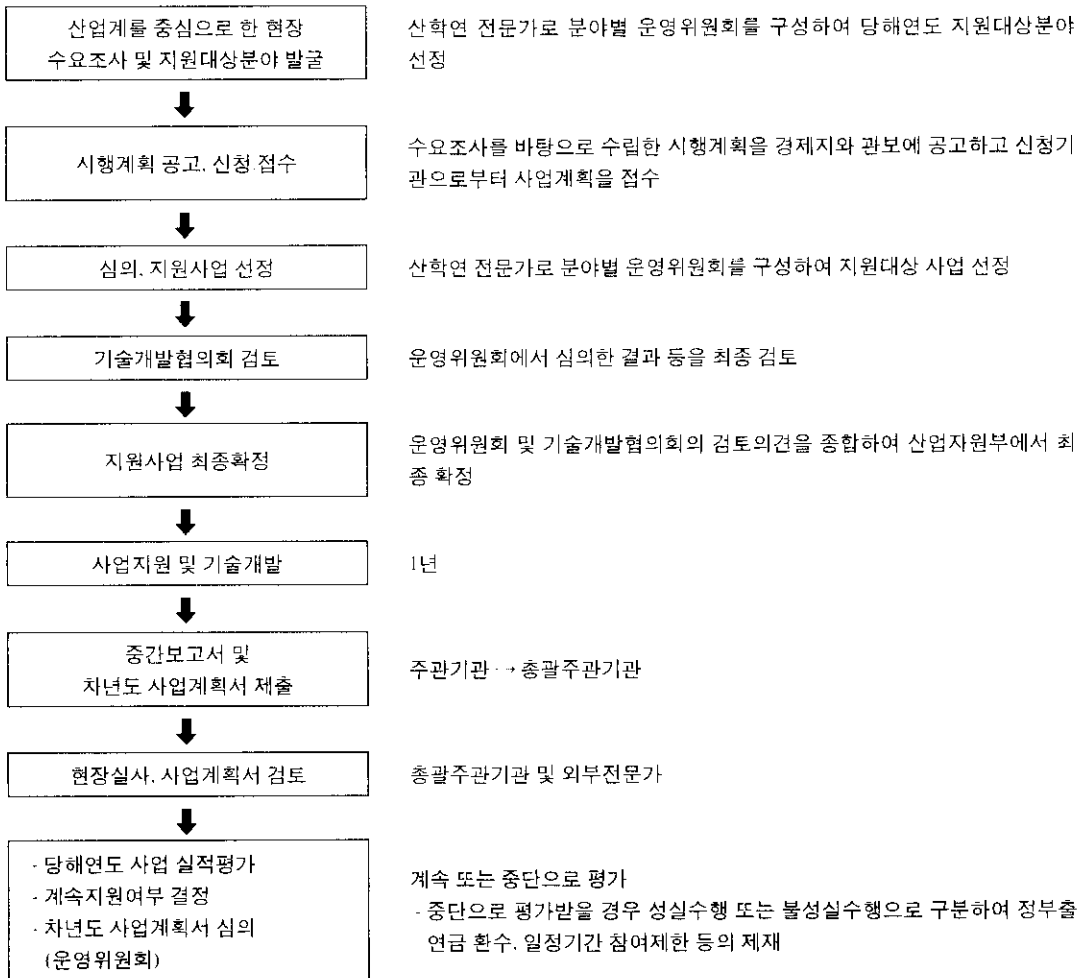 산업계를 중심으로 한 현장
수요조사 및 지원대상분야 발굴
산학연 전문가로 분야별 운영위원회를 구성하여 당해연도 지원대상분야
선정
시행계획 공고, 신청 접수
수요조사를 바탕으로 수립한 시행계획을 경제지와 관보에 공고하고 신청기
관으로부터 사업계획을 접수
심의, 지원사업 선정
산학연 전문가로 분야별 운영위원회를 구성하여 지원대상 사업 선정
기술개발협의회 검토
운영위원회에서 심의한 결과 등을 최종 검토
지원사업 최종확정
운영위원회 및 기술개발협의회의 검토의견을 종합하여 산업자원부에서 최
종 확정
사업지원 및 기술개발
1년
중간보고서 및
차년도 사업계획서 제출
주관기관 → 총괄주관기관
현장실사, 사업계획서 검토
총괄주관기관 및 외부전문가
- 당해연도 사업 실적평가
- 계속지원여부 결정
- 차년도 사업계획서 심의
(운영위원회)
계속 또는 중단으로 평가
- 중단으로 평가받을 경우 성실수행 또는 불성실수행으로 구분하여 정부출
연금 환수, 일정기간 참여제한 등의 제재